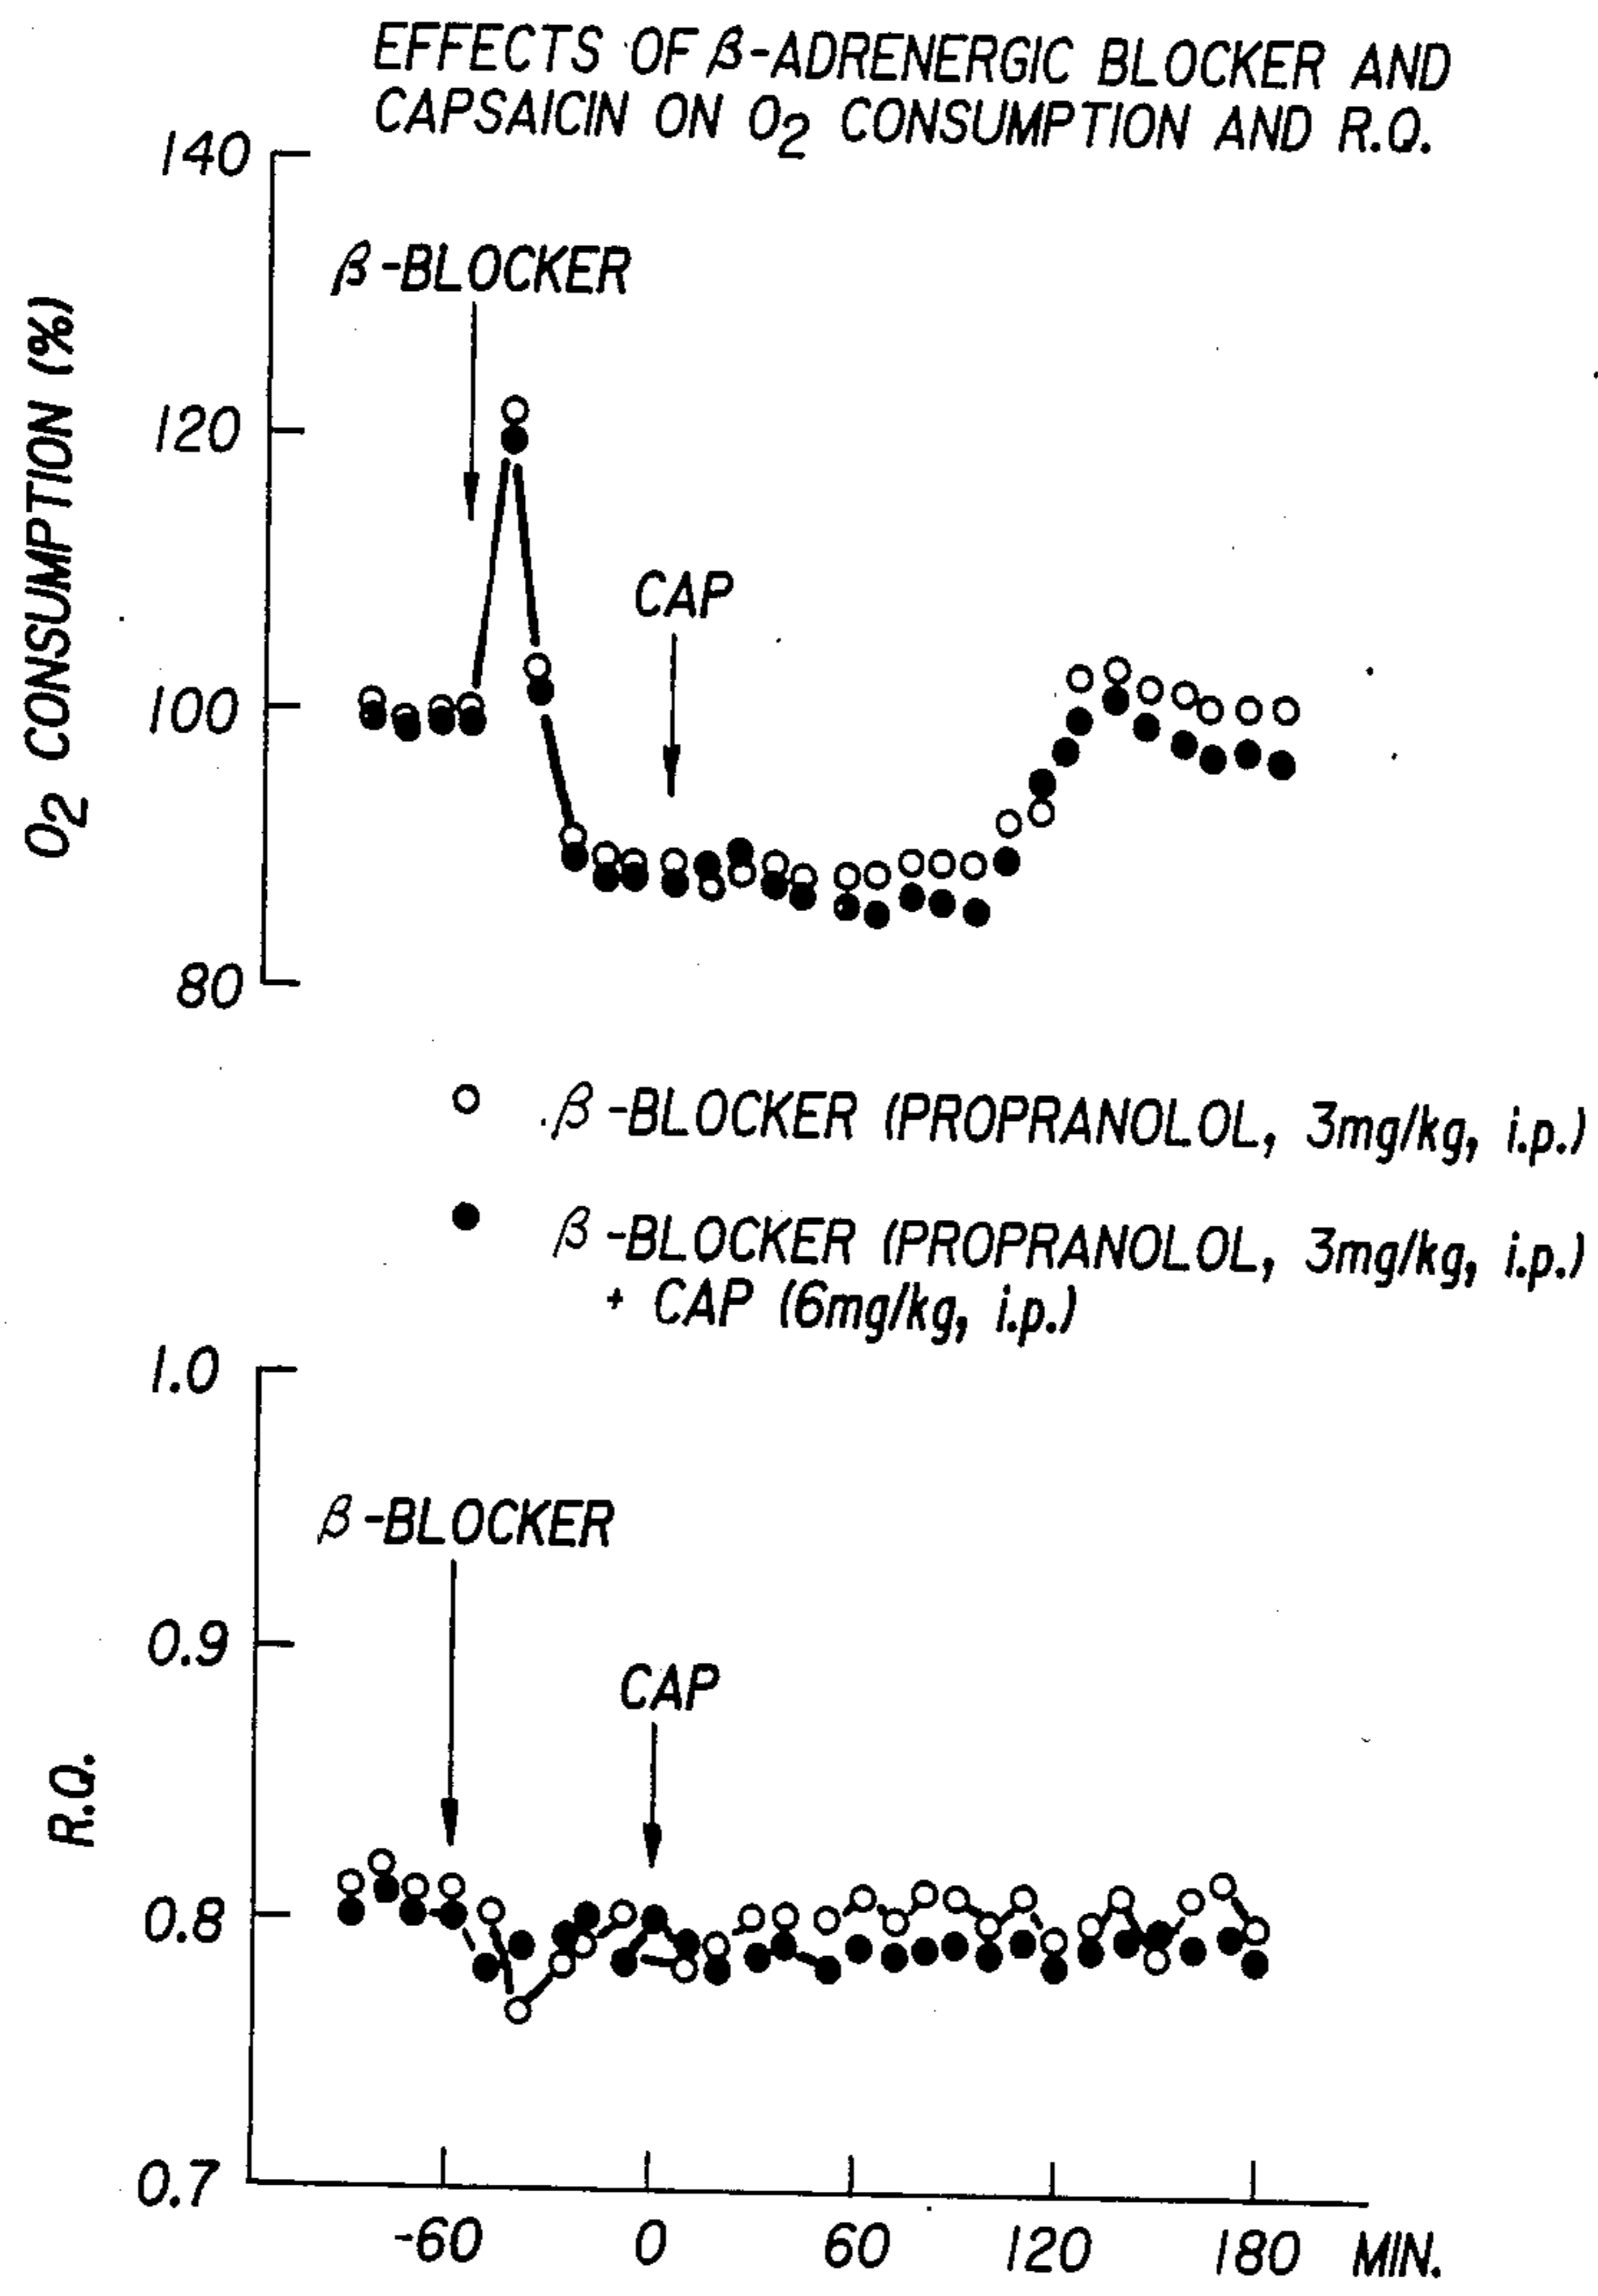 EFFECTS OF β-ADRENERGIC BLOCKER AND
CAPSAICIN ON O2 CONSUMPTION AND R.Q.
140
120
100
80
O2 CONSUMPTION (%)
β-BLOCKER
CAP
β-BLOCKER (PROPRANOLOL, 3mg/kg, i.p.)
β-BLOCKER (PROPRANOLOL, 3mg/kg, i.p.)
+ CAP (6mg/kg, i.p.)
1.0
0.9
0.8
0.7
R.Q.
β-BLOCKER
CAP
-60 0 60 120 180 MIN.